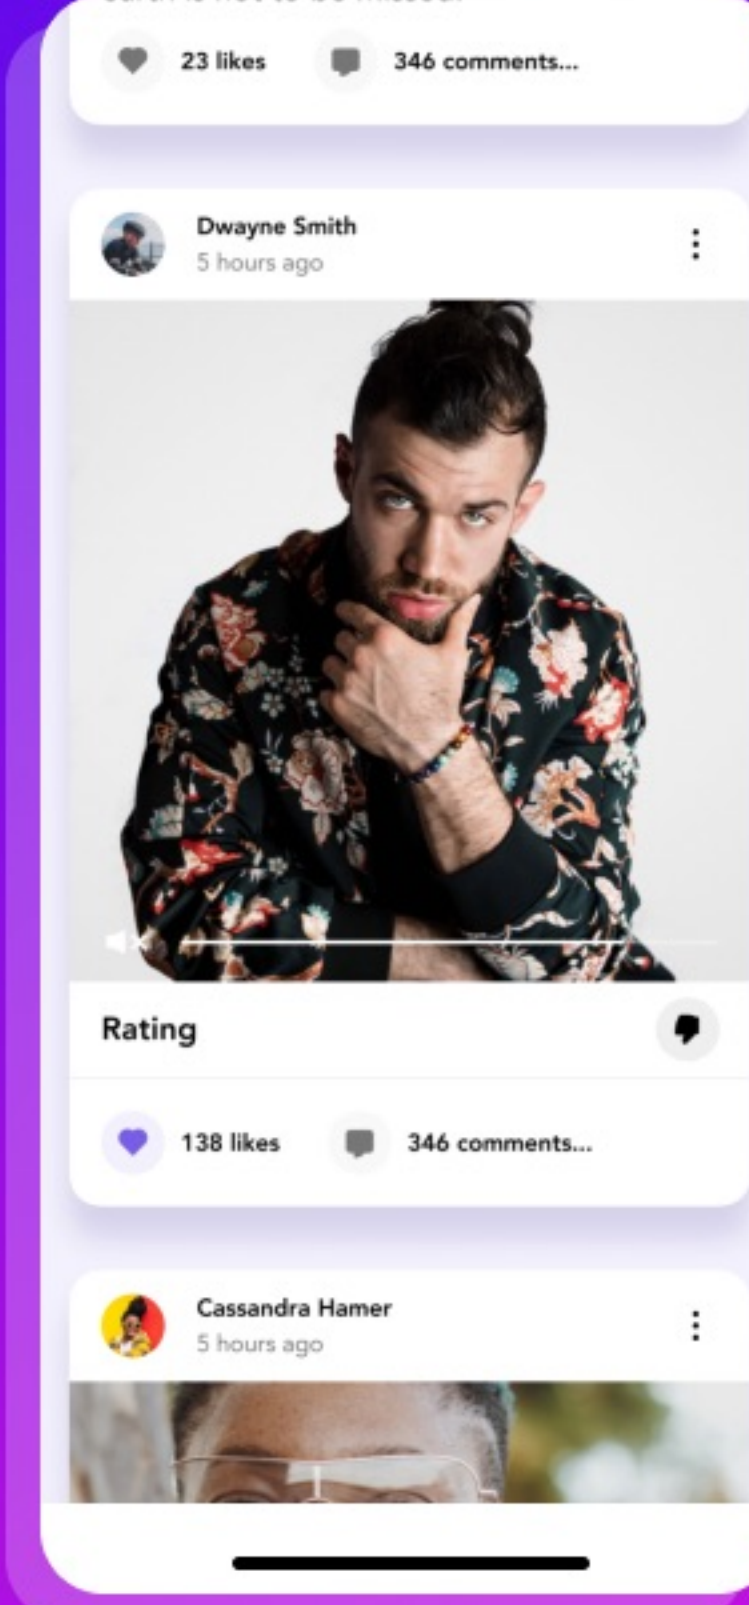 23 likes
346 comments...
Dwayne Smith
5 hours ago
Rating
138 likes
346 comments...
Cassandra Hamer
5 hours ago